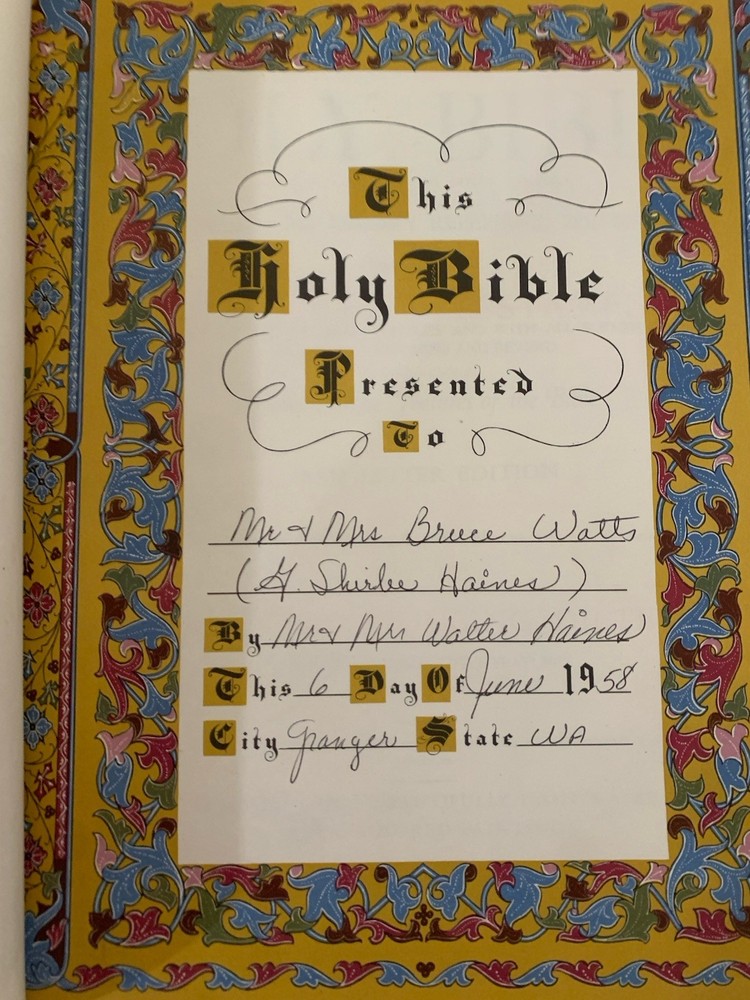 This
Holy Bible
Presented
To
Mr & Mrs Bruce Watts
(G. Shirlee Haines)
By Mr & Mrs Walter Haines
This 6 Day Of June 1958
City Granger State WA